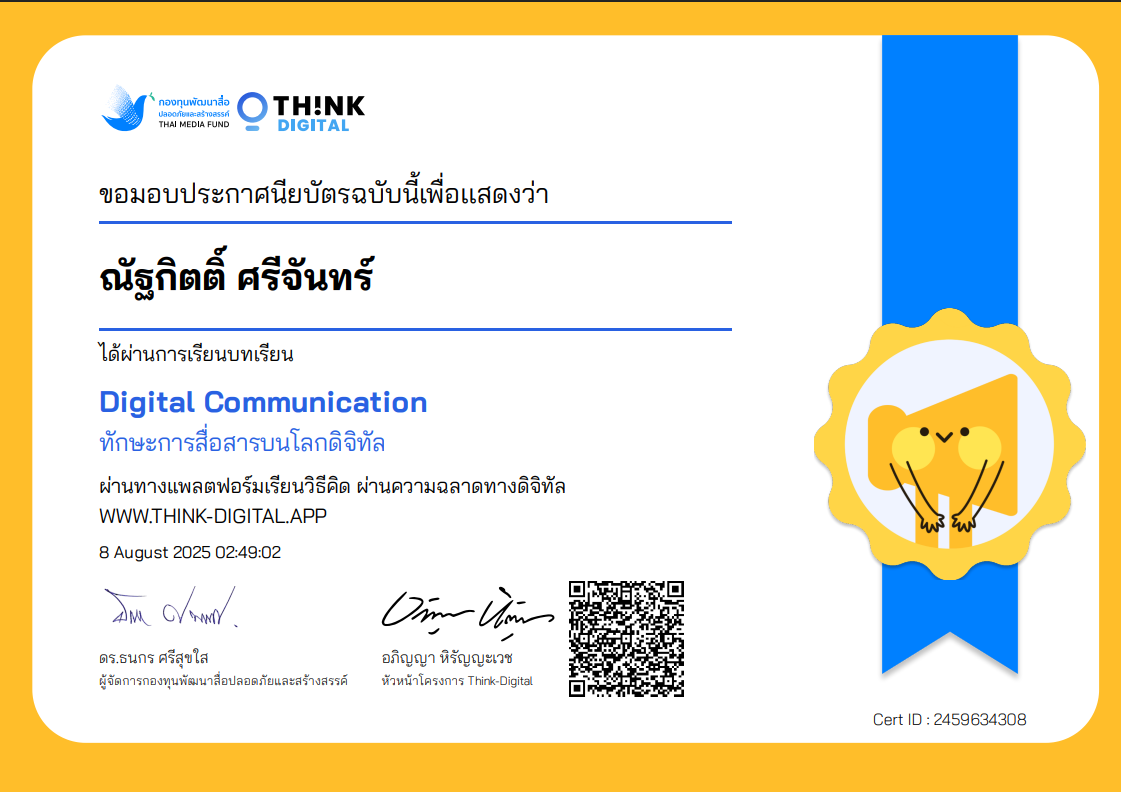 กองทุนพัฒนาสื่อ
ปลอดภัยและสร้างสรรค์
THAI MEDIA FUND
TH!NK
DIGITAL
ขอมอบประกาศนียบัตรฉบับนี้เพื่อแสดงว่า
ณัฐกิตติ์ ศรีจันทร์
ได้ผ่านการเรียนบทเรียน
Digital Communication
ทักษะการสื่อสารบนโลกดิจิทัล
ผ่านทางแพลตฟอร์มเรียนวิธีคิด ผ่านความฉลาดทางดิจิทัล
WWW.THINK-DIGITAL.APP
8 August 2025 02:49:02
ดร.ธนกร ศรีสุขใส
ผู้จัดการกองทุนพัฒนาสื่อปลอดภัยและสร้างสรรค์
อภิญญา หิรัญญะเวช
หัวหน้าโครงการ Think-Digital
Cert ID : 2459634308